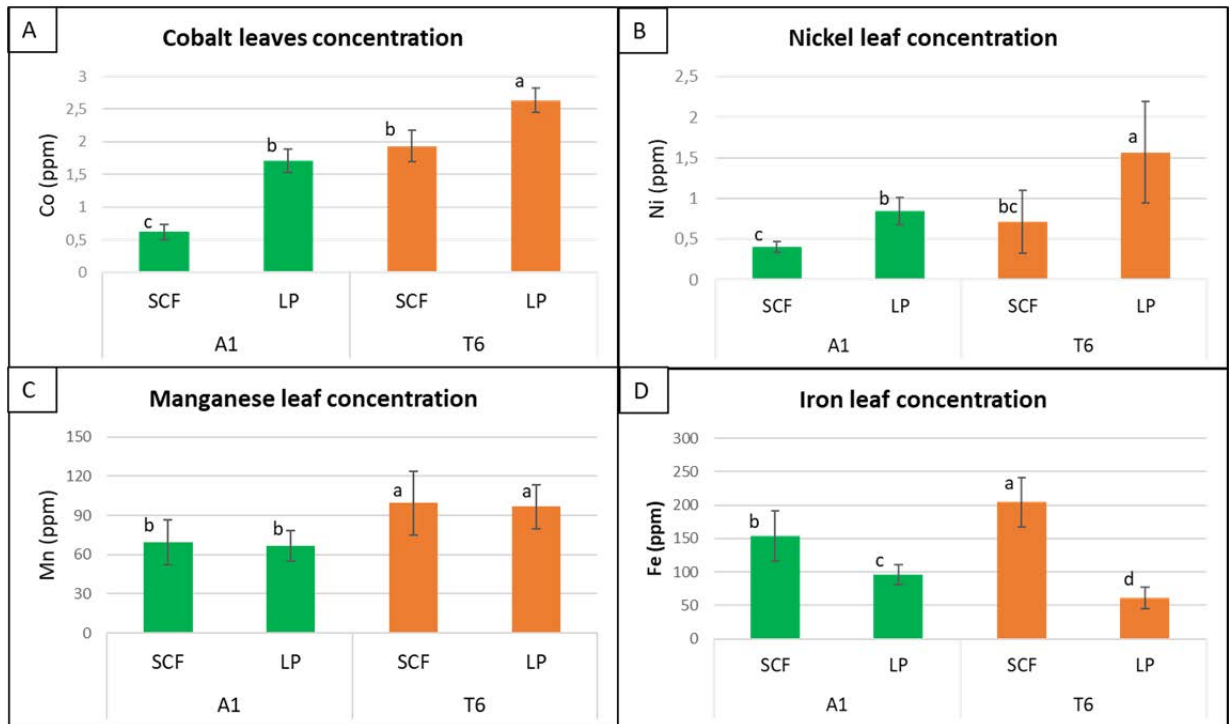 A
Cobalt leaves concentration
Co (ppm)
3
2,5
2
1,5
1
0,5
0
c
b
b
a
SCF
LP
SCF
LP
A1
T6
B
Nickel leaf concentration
Ni (ppm)
2,5
2
1,5
1
0,5
0
c
b
bc
a
SCF
LP
SCF
LP
A1
T6
C
Manganese leaf concentration
Mn (ppm)
150
120
90
60
30
0
b
b
a
a
SCF
LP
SCF
LP
A1
T6
D
Iron leaf concentration
Fe (ppm)
300
250
200
150
100
50
0
b
c
a
d
SCF
LP
SCF
LP
A1
T6